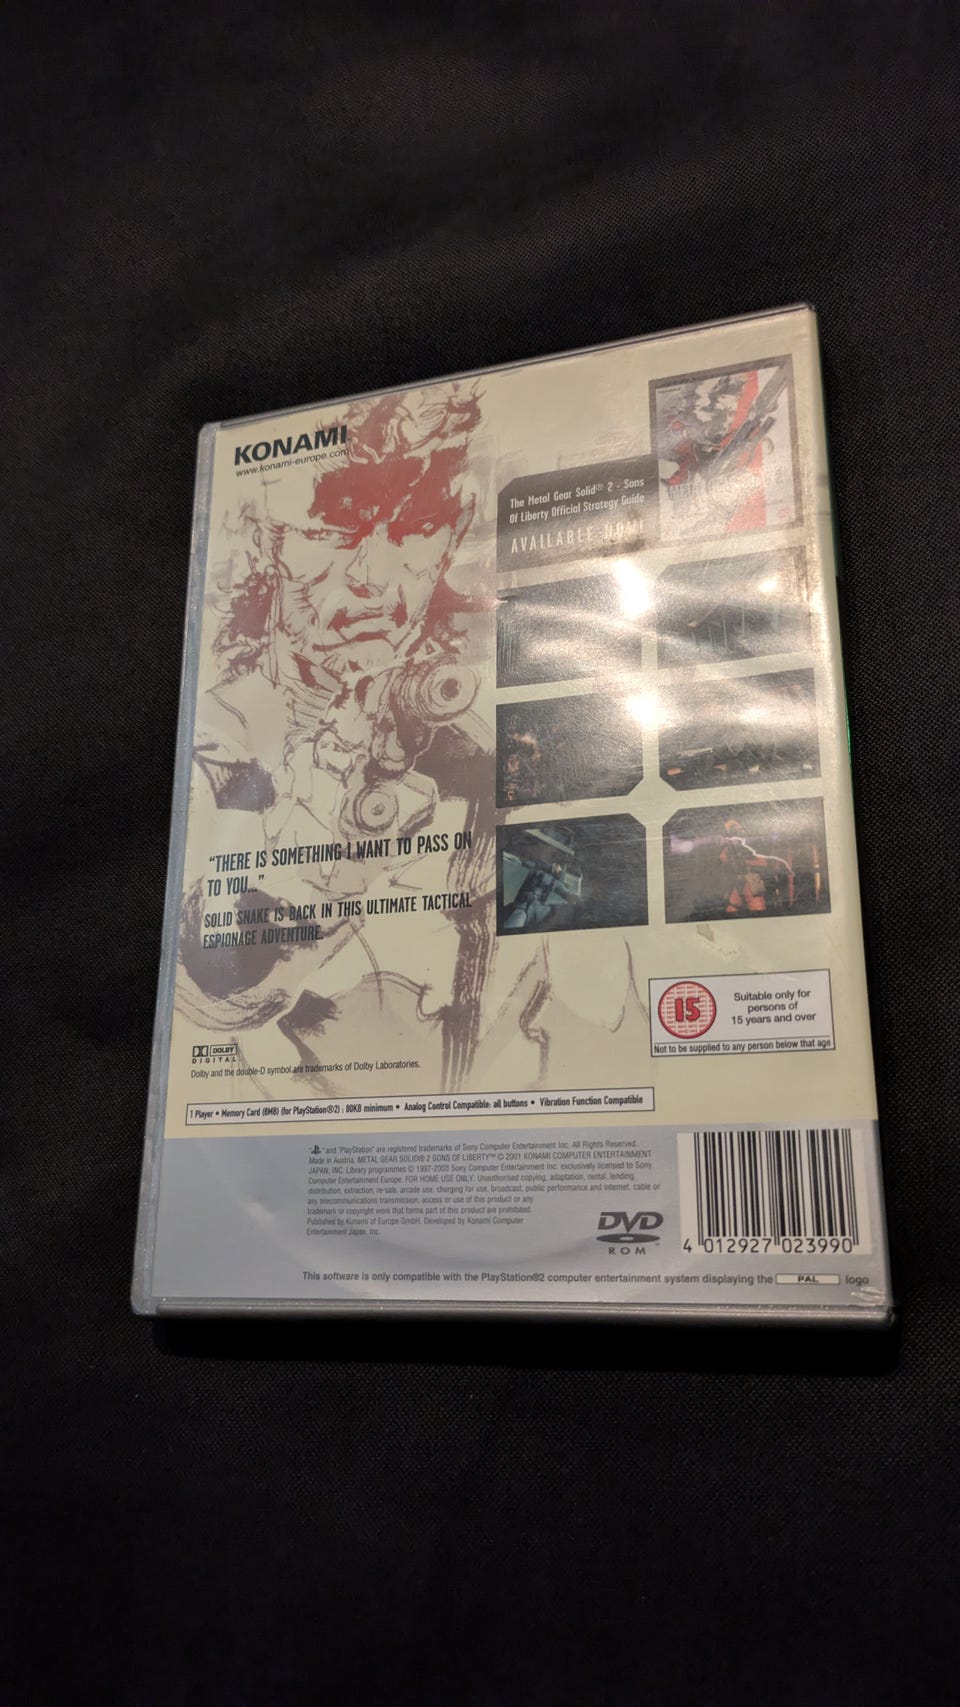 KONAMI
www.konami-europe.com
The Metal Gear Solid® 2 - Sons
Of Liberty Official Strategy Guide
AVAILABLE NOW!
“THERE IS SOMETHING I WANT TO PASS ON
TO YOU...”
SOLID SNAKE IS BACK IN THIS ULTIMATE TACTICAL
ESPIONAGE ADVENTURE.
15
Suitable only for
persons of
15 years and over
Not to be supplied to any person below that age
DOLBY
DIGITAL
Dolby and the double-D symbol are trademarks of Dolby Laboratories.
1 Player • Memory Card (8MB) (for PlayStation®2) : 80KB minimum • Analog Control Compatible: all buttons • Vibration Function Compatible
" and "PlayStation" are registered trademarks of Sony Computer Entertainment Inc. All Rights Reserved.
Made in Austria. METAL GEAR SOLID® 2 SONS OF LIBERTY™ © 2001 KONAMI COMPUTER ENTERTAINMENT
JAPAN, INC. Library programmes © 1997-2003 Sony Computer Entertainment Inc. exclusively licensed to Sony
Computer Entertainment Europe. FOR HOME USE ONLY. Unauthorised copying, adaptation, rental, lending,
distribution, extraction, re-sale, arcade use, charging for use, broadcast, public performance and internet, cable or
any telecommunications transmission, access or use of this product or any
trademark or copyright work that forms part of this product are prohibited.
Published by Konami of Europe GmbH. Developed by Konami Computer
Entertainment Japan, Inc.
DVD
ROM
4 012927 023990
This software is only compatible with the PlayStation®2 computer entertainment system displaying the PAL logo